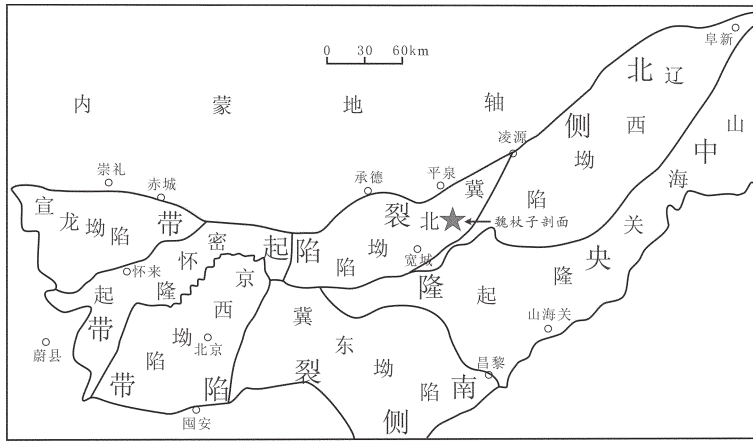 0 30 60km
内 蒙 地 轴
阜新
北 辽 西 坳 陷
侧
山 海 关
中
凌源
平泉
承德
崇礼
赤城
宣 龙 坳 陷
带
冀 北 坳 陷
裂
陷
魏杖子剖面
宽城
怀来
密 怀 隆 起
起
带
京 西 坳 陷
北京
蔚县
囤安
带
陷
隆 起
隆
央
山海关
冀 东 坳 陷
裂
昌黎
南
侧